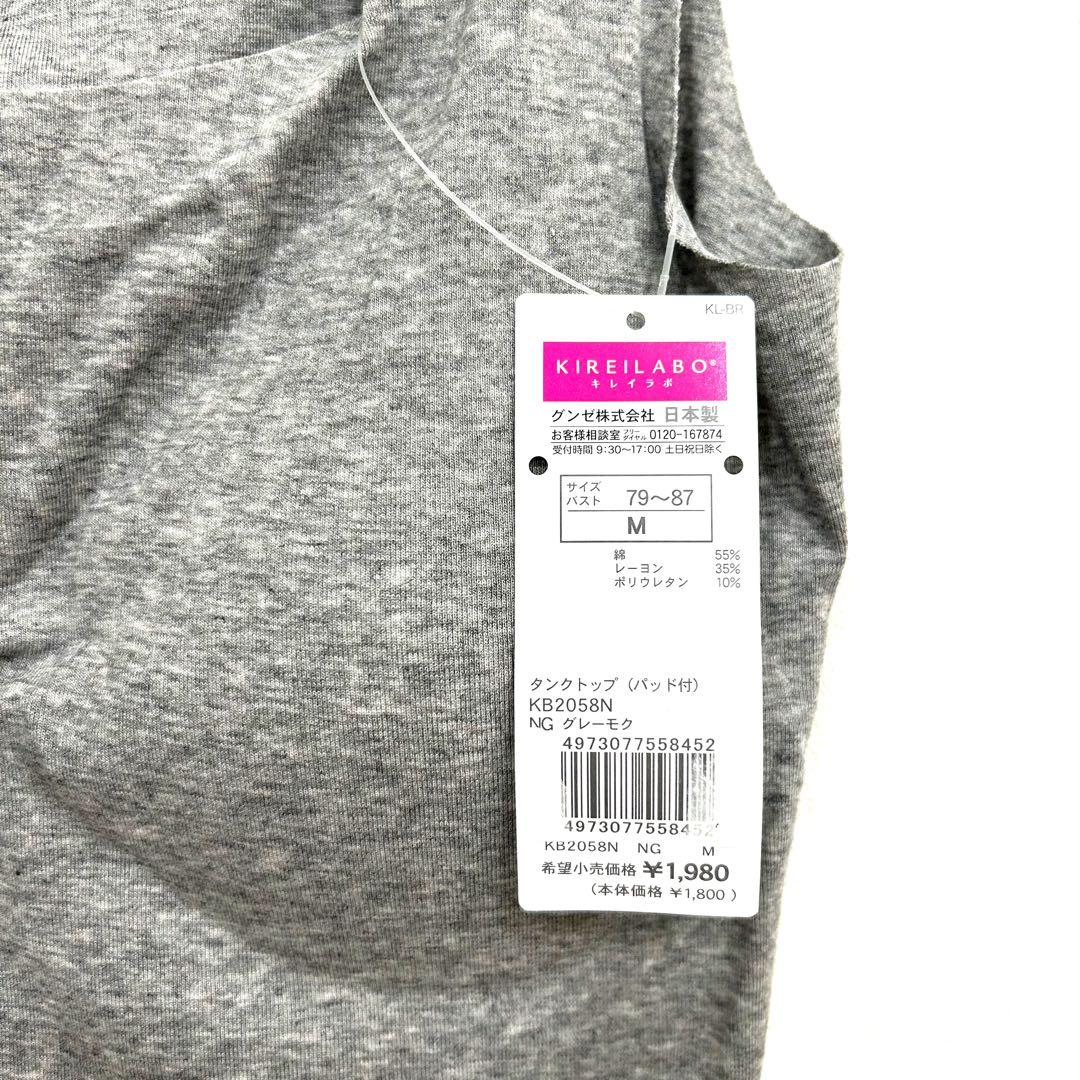 KL-BR
KIREILABO®
キレイラボ
グンゼ株式会社 日本製
お客様相談室 フリーダイヤル 0120-167874
受付時間 9:30〜17:00 土日祝日除く
サイズ
バスト 79〜87
M
綿 55%
レーヨン 35%
ポリウレタン 10%
タンクトップ（パッド付）
KB2058N
NG グレーモク
4973077558452
4973077558452
KB2058N NG M
希望小売価格 ¥1,980
（本体価格 ¥1,800）